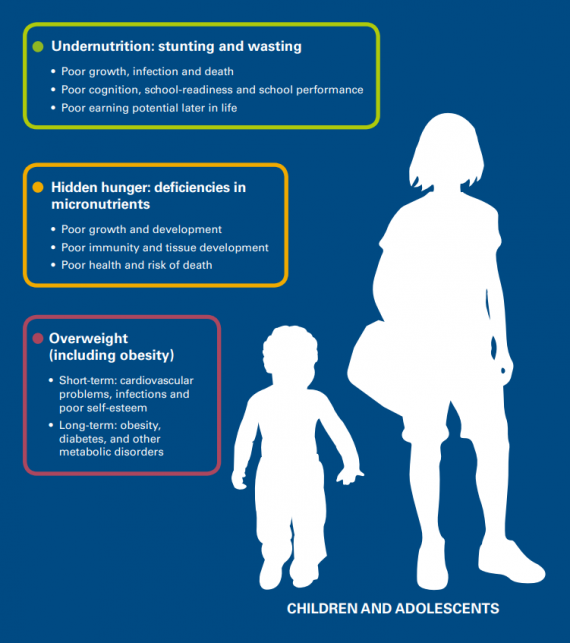 Undernutrition: stunting and wasting
• Poor growth, infection and death
• Poor cognition, school-readiness and school performance
• Poor earning potential later in life
Hidden hunger: deficiencies in
micronutrients
• Poor growth and development
• Poor immunity and tissue development
• Poor health and risk of death
Overweight
(including obesity)
• Short-term: cardiovascular
problems, infections and
poor self-esteem
• Long-term: obesity,
diabetes, and other
metabolic disorders
CHILDREN AND ADOLESCENTS